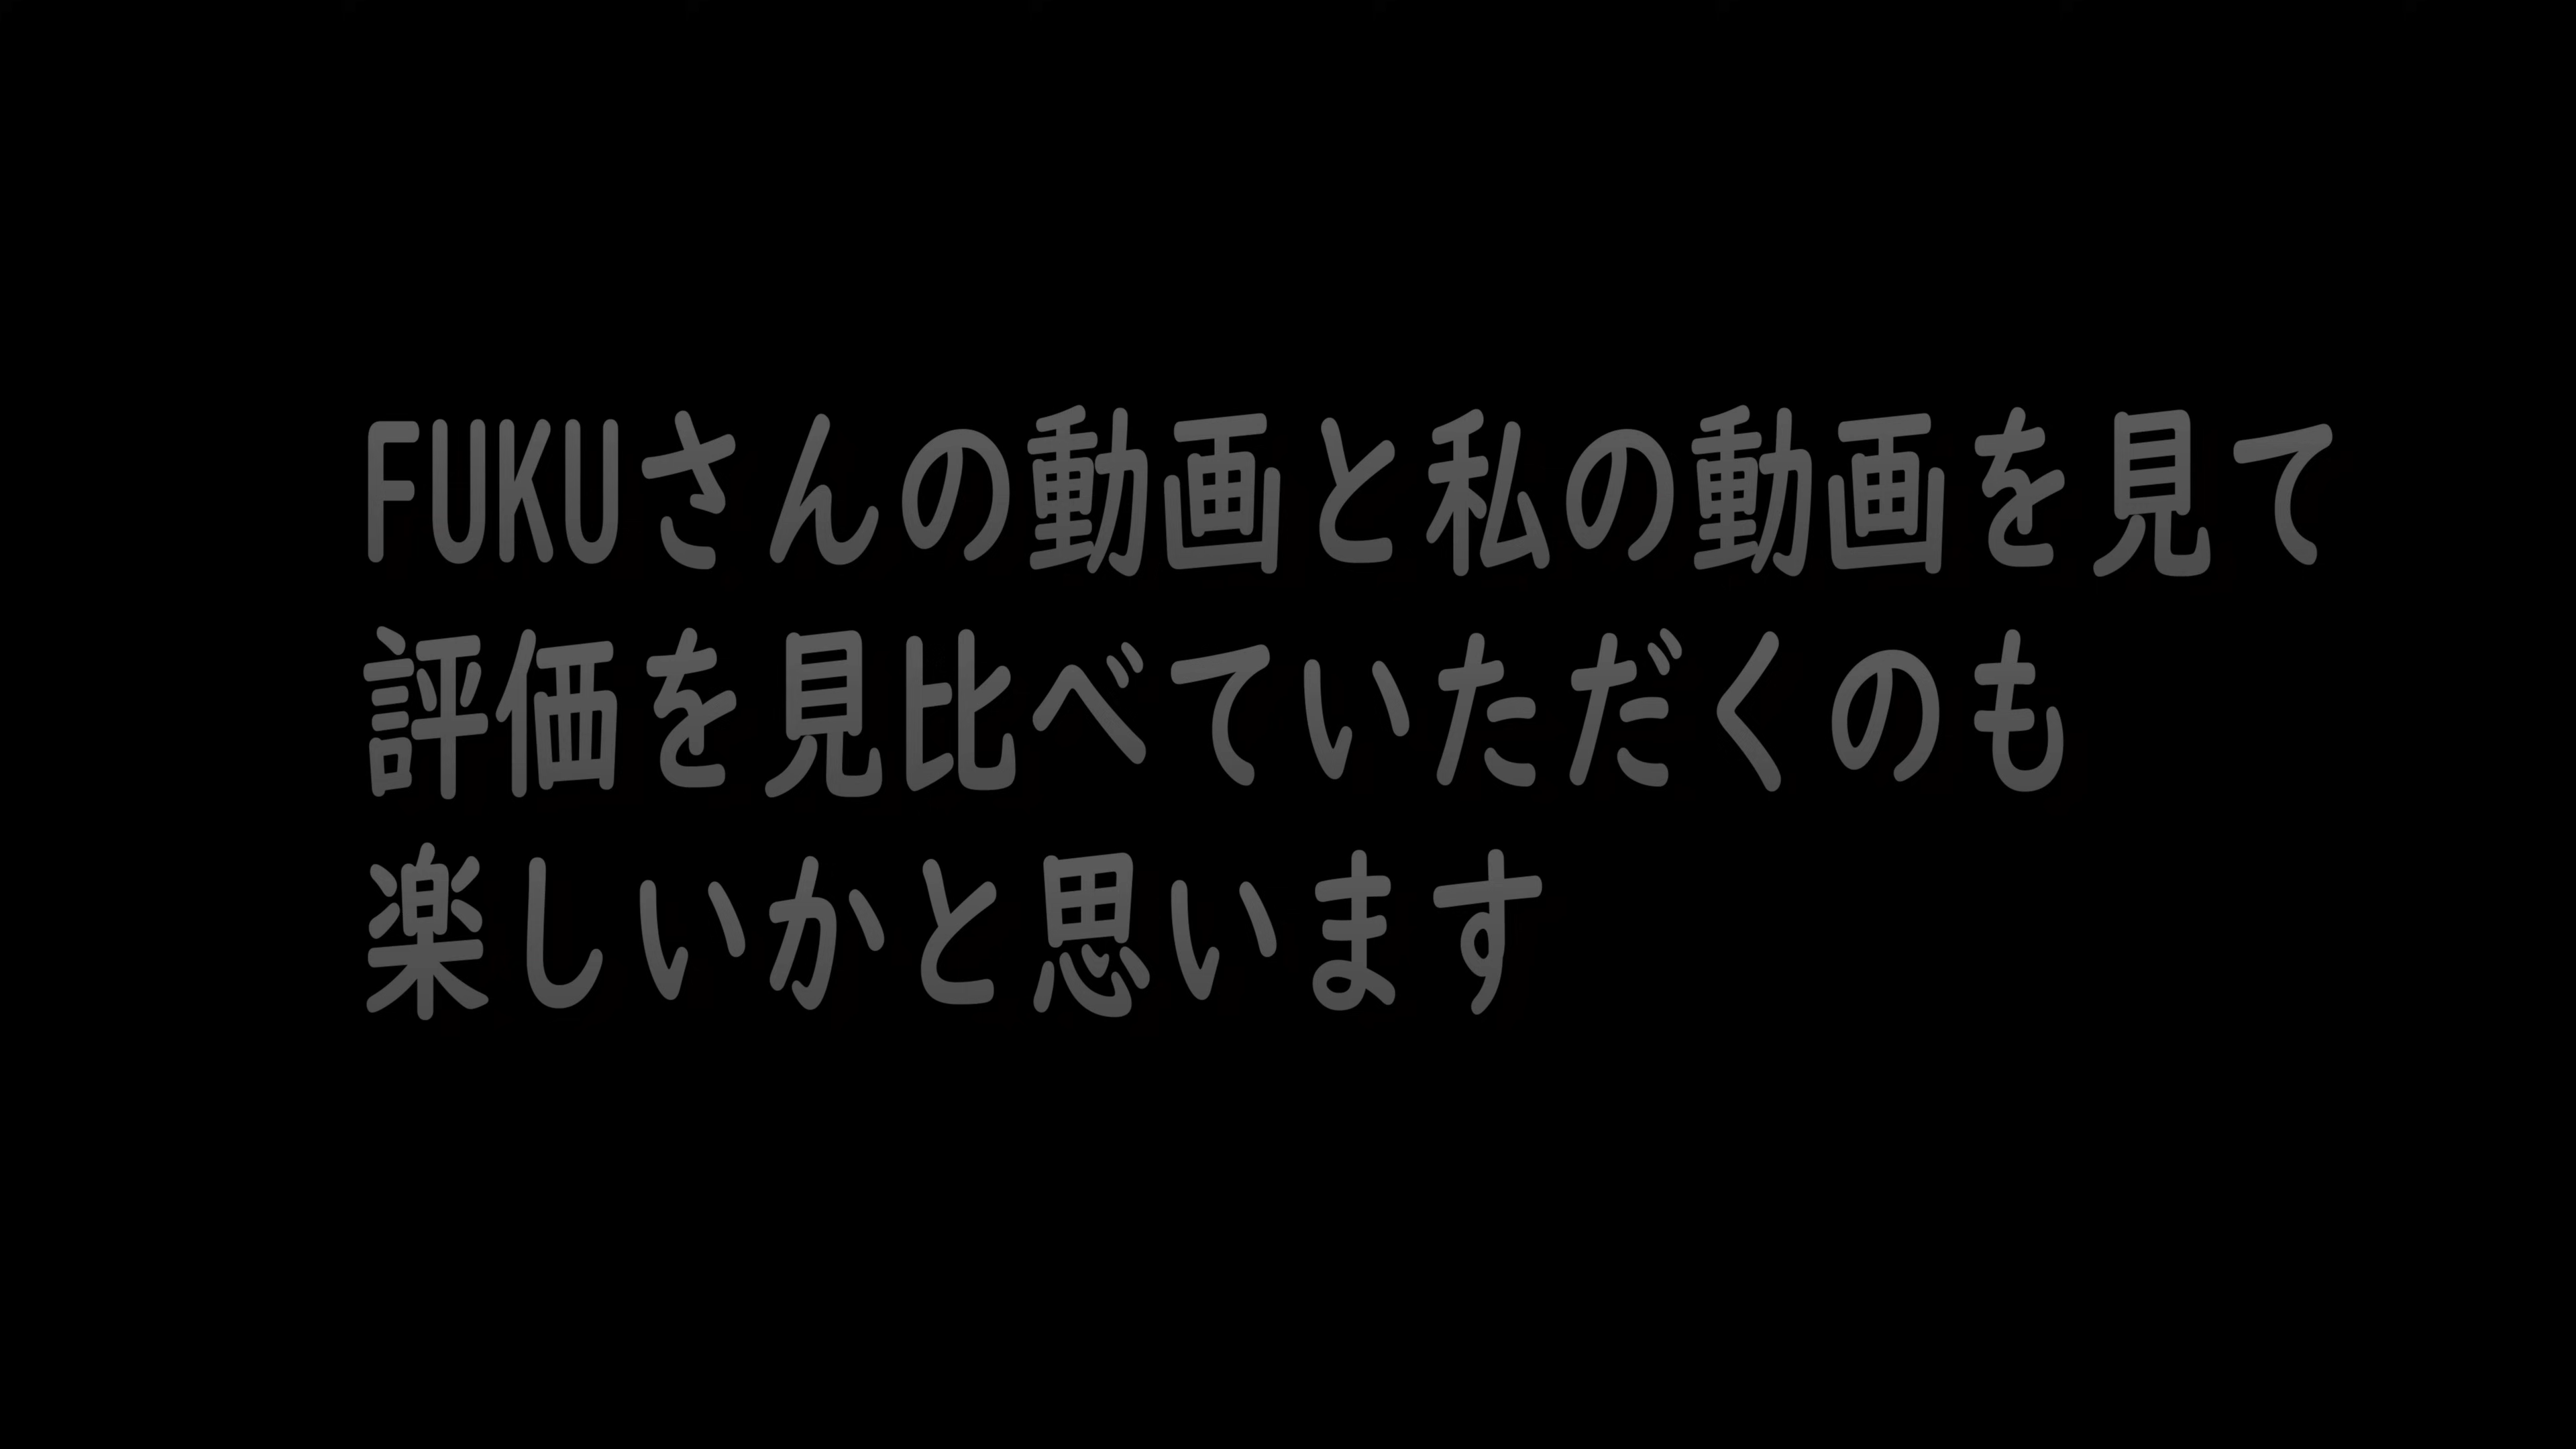 FUKUさんの動画と私の動画を見て
評価を見比べていただくのも
楽しいかと思います